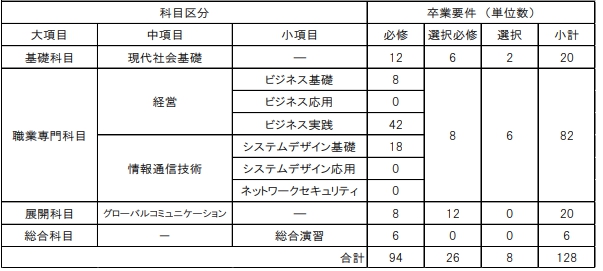 科目区分 卒業要件 (単位数)
大項目 中項目 小項目 必修 選択必修 選択 小計
基礎科目 現代社会基礎 ― 12 6 2 20
職業専門科目 経営 ビジネス基礎 8 8 6 82
ビジネス応用 0
ビジネス実践 42
情報通信技術 システムデザイン基礎 18
システムデザイン応用 0
ネットワークセキュリティ 0
展開科目 グローバルコミュニケーション ― 8 12 0 20
総合科目 － 総合演習 6 0 0 6
合計 94 26 8 128